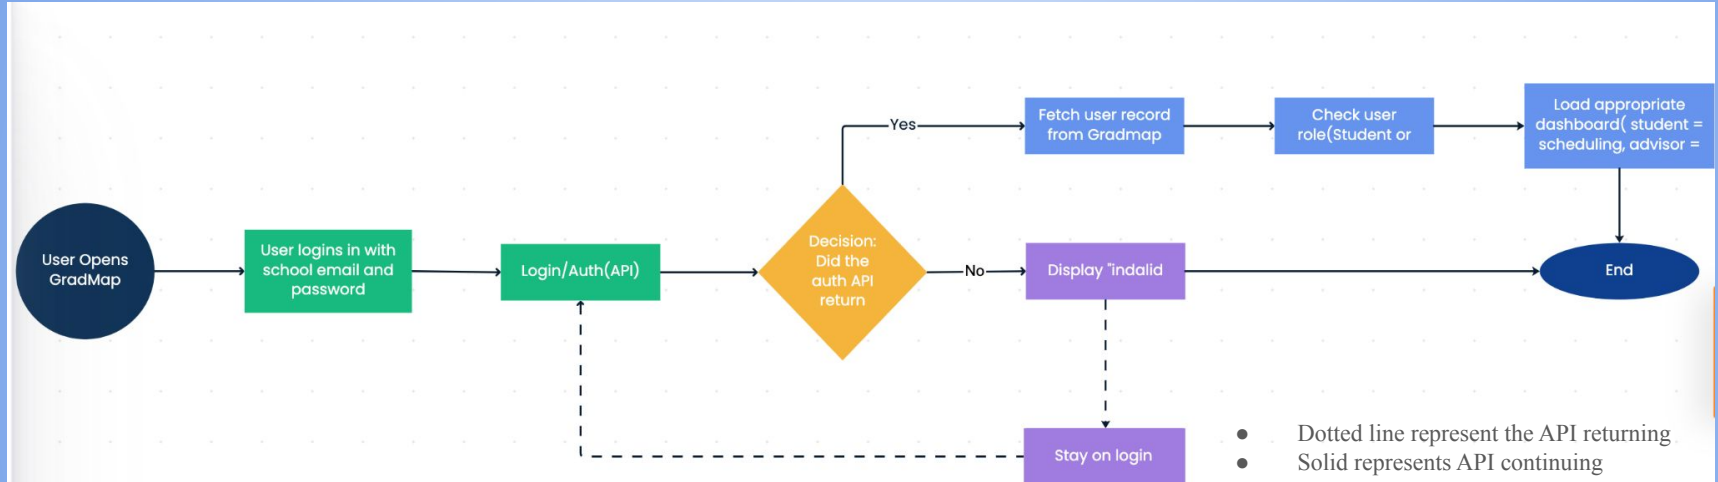 User Opens
GradMap
User logins in with
school email and
password
Login/Auth(API)
Decision:
Did the
auth API
return
Yes
Fetch user record
from Gradmap
Check user
role(Student or
Load appropriate
dashboard( student =
scheduling, advisor =
No
Display "indalid
End
Stay on login
● Dotted line represent the API returning
● Solid represents API continuing